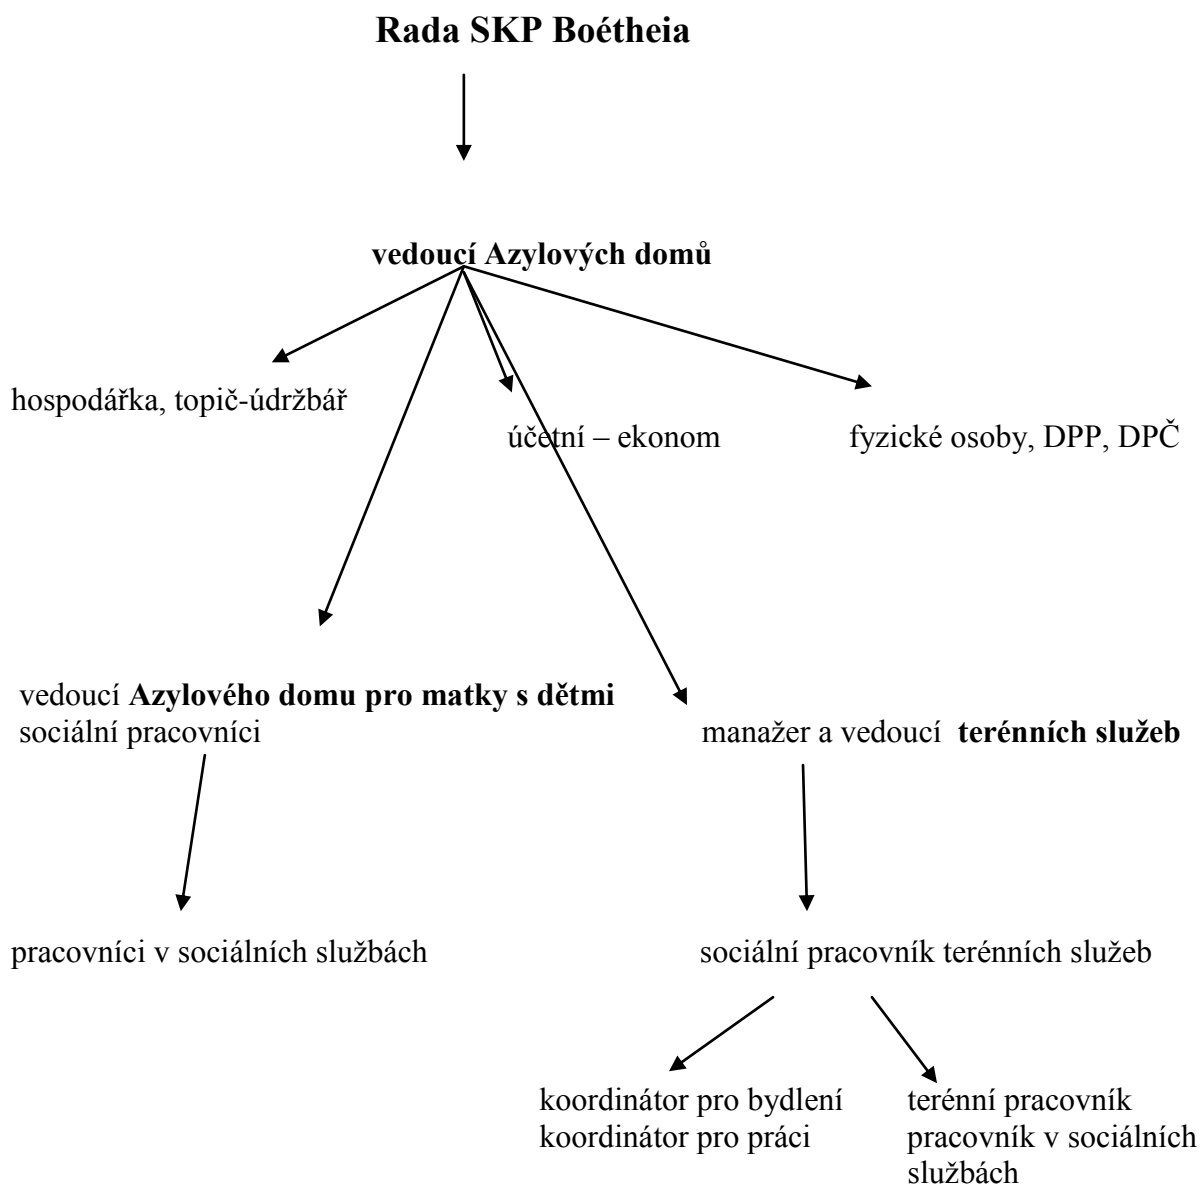 Rada SKP Boétheia
vedoucí Azylových domů
hospodářka, topič-údržbář
účetní – ekonom
fyzické osoby, DPP, DPČ
vedoucí Azylového domu pro matky s dětmi
sociální pracovníci
manažer a vedoucí terénních služeb
pracovníci v sociálních službách
sociální pracovník terénních služeb
koordinátor pro bydlení
koordinátor pro práci
terénní pracovník
pracovník v sociálních
službách